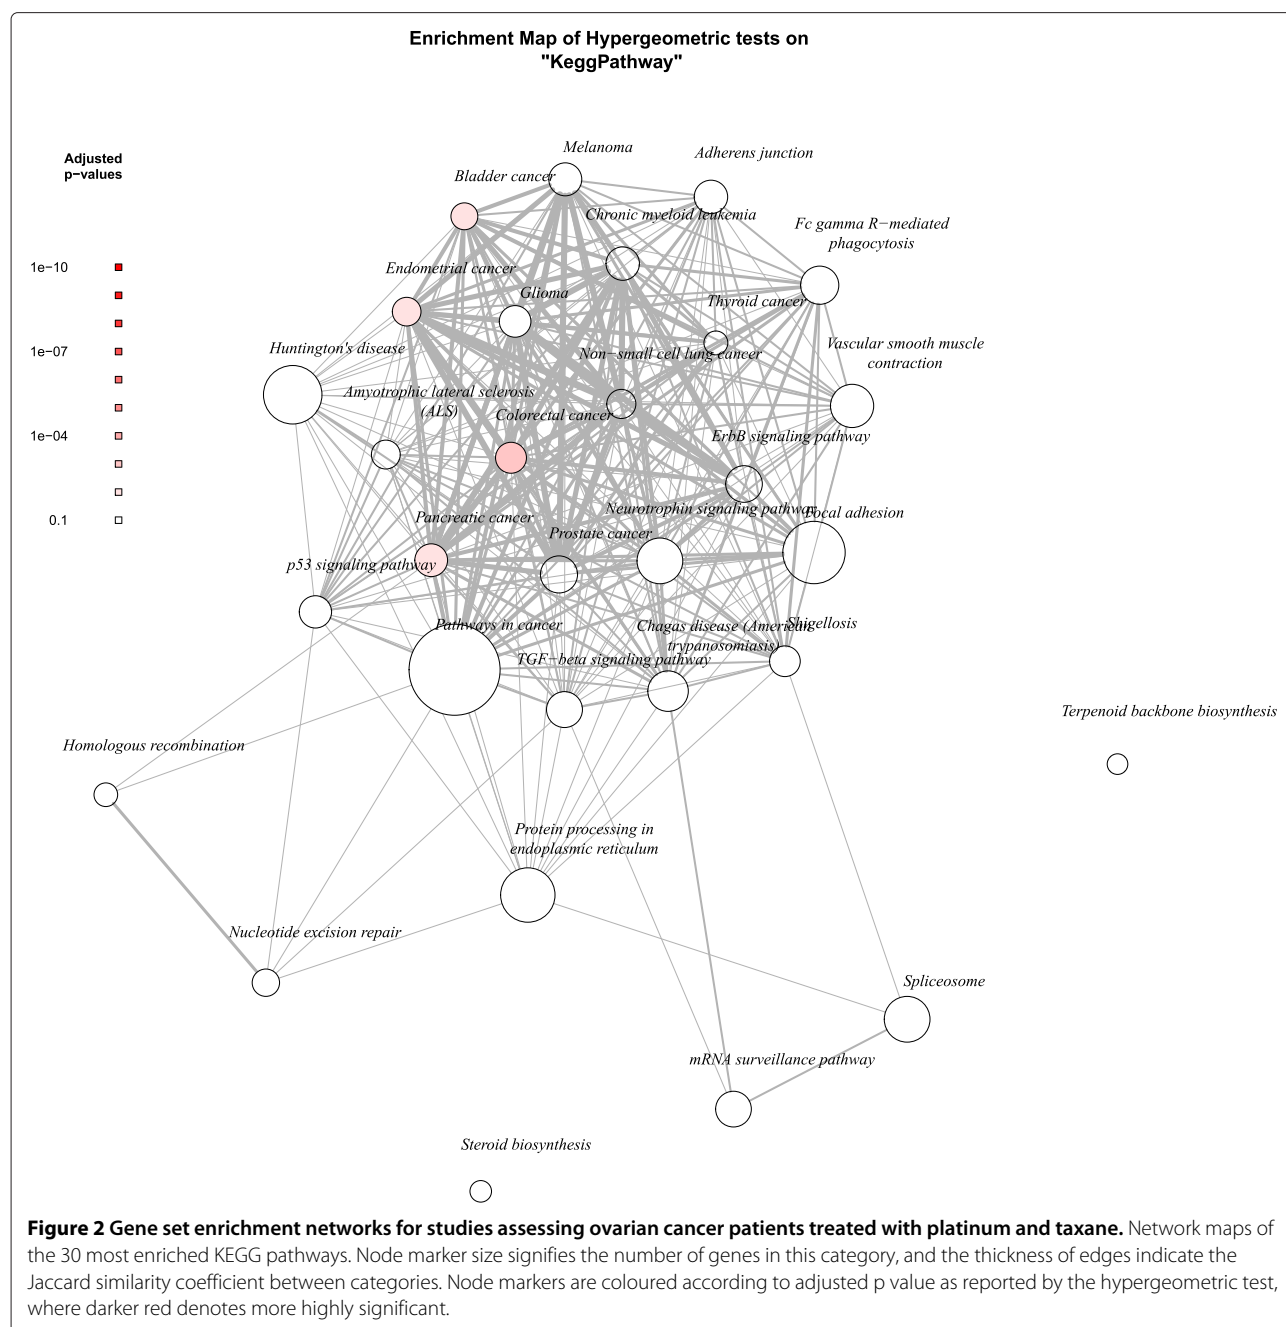 Enrichment Map of Hypergeometric tests on
"KeggPathway"
Adjusted
p−values
1e−10
1e−07
1e−04
0.1
Melanoma
Adherens junction
Bladder cancer
Chronic myeloid leukemia
Fc gamma R−mediated
phagocytosis
Endometrial cancer
Glioma
Thyroid cancer
Huntington's disease
Non−small cell lung cancer
Vascular smooth muscle
contraction
Amyotrophic lateral sclerosis
(ALS)
Colorectal cancer
ErbB signaling pathway
Pancreatic cancer
Neurotrophin signaling pathway
Focal adhesion
Prostate cancer
p53 signaling pathway
Pathways in cancer
Chagas disease (American
trypanosomiasis)
Shigellosis
TGF−beta signaling pathway
Terpenoid backbone biosynthesis
Homologous recombination
Protein processing in
endoplasmic reticulum
Nucleotide excision repair
Spliceosome
mRNA surveillance pathway
Steroid biosynthesis
Figure 2 Gene set enrichment networks for studies assessing ovarian cancer patients treated with platinum and taxane. Network maps of
the 30 most enriched KEGG pathways. Node marker size signifies the number of genes in this category, and the thickness of edges indicate the
Jaccard similarity coefficient between categories. Node markers are coloured according to adjusted p value as reported by the hypergeometric test,
where darker red denotes more highly significant.